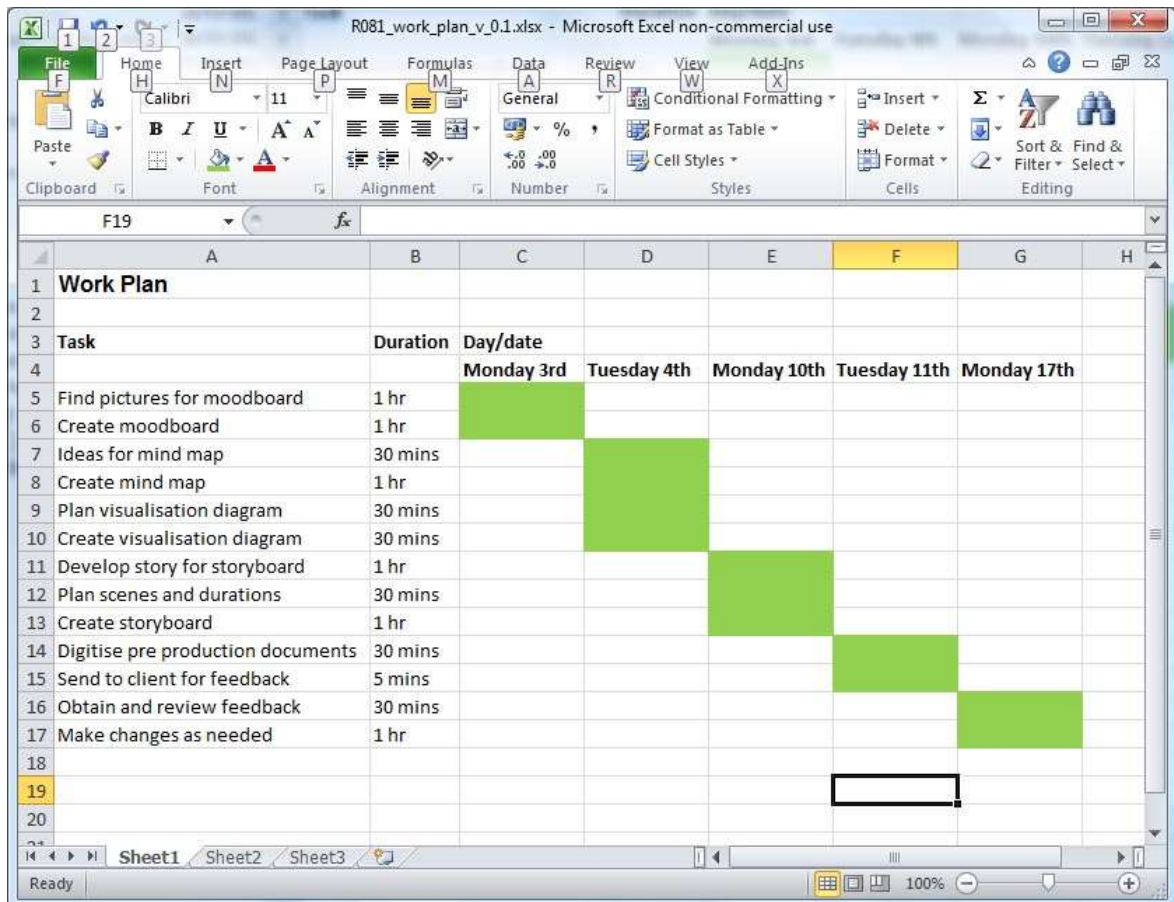 R081_work_plan_v_0.1.xlsx - Microsoft Excel non-commercial use
1 2 3
File Home Insert Page Layout Formulas Data Review View Add-Ins
F H N P M A R W X
Calibri 11 General Conditional Formatting Insert Σ
Paste B I U A A % , Format as Table Delete Sort & Filter Find & Select
A .00 .0 Cell Styles Format
Clipboard Font Alignment Number Styles Cells Editing
F19 fx
A B C D E F G H
1 Work Plan
2
3 Task Duration Day/date
4 Monday 3rd Tuesday 4th Monday 10th Tuesday 11th Monday 17th
5 Find pictures for moodboard 1 hr
6 Create moodboard 1 hr
7 Ideas for mind map 30 mins
8 Create mind map 1 hr
9 Plan visualisation diagram 30 mins
10 Create visualisation diagram 30 mins
11 Develop story for storyboard 1 hr
12 Plan scenes and durations 30 mins
13 Create storyboard 1 hr
14 Digitise pre production documents 30 mins
15 Send to client for feedback 5 mins
16 Obtain and review feedback 30 mins
17 Make changes as needed 1 hr
18
19
20
Sheet1 Sheet2 Sheet3
Ready 100%